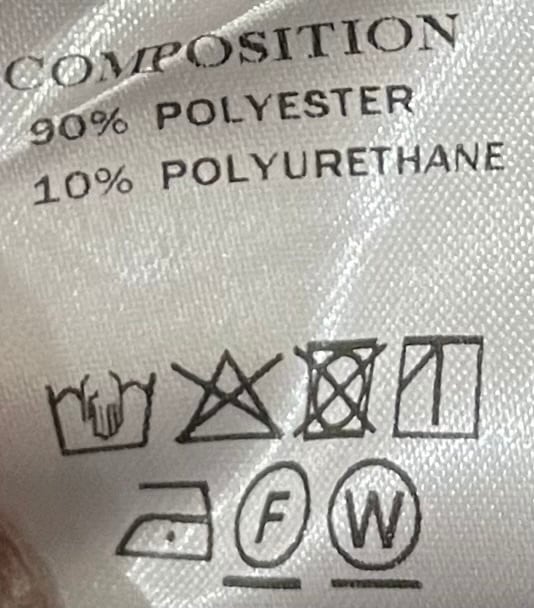 COMPOSITION
90% POLYESTER
10% POLYURETHANE
F W